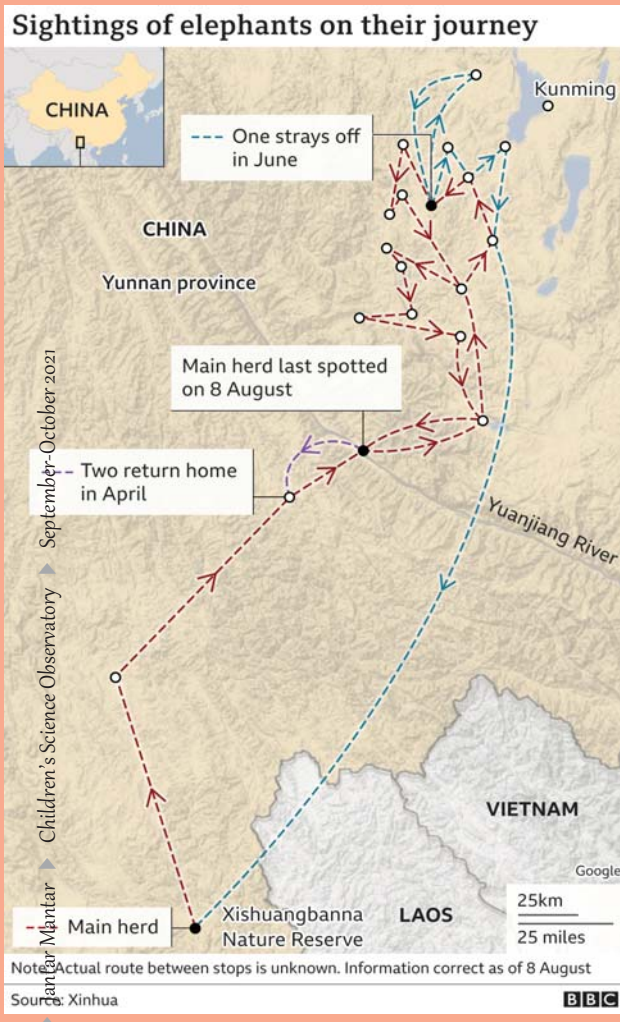 Sightings of elephants on their journey
CHINA
Kunming
One strays off
in June
CHINA
Yunnan province
Main herd last spotted
on 8 August
Two return home
in April
Yuanjiang River
VIETNAM
Google
LAOS
25km
25 miles
Main herd
Xishuangbanna
Nature Reserve
Note: Actual route between stops is unknown. Information correct as of 8 August
Source: Xinhua
BBC
Jantar Mantar Children's Science Observatory September-October 2021